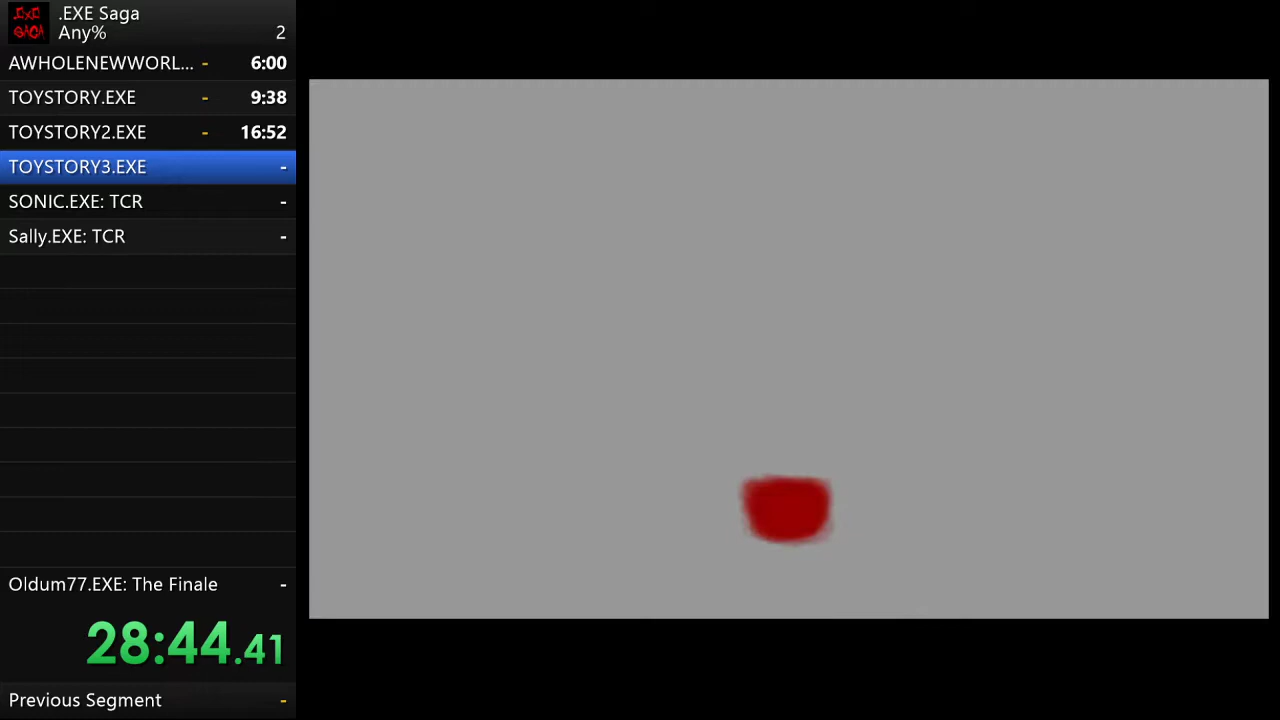 .EXE Saga
Any% 2
AWHOLENEWWORL... - 6:00
TOYSTORY.EXE - 9:38
TOYSTORY2.EXE - 16:52
TOYSTORY3.EXE -
SONIC.EXE: TCR -
Sally.EXE: TCR -
Oldum77.EXE: The Finale -
28:44.41
Previous Segment -